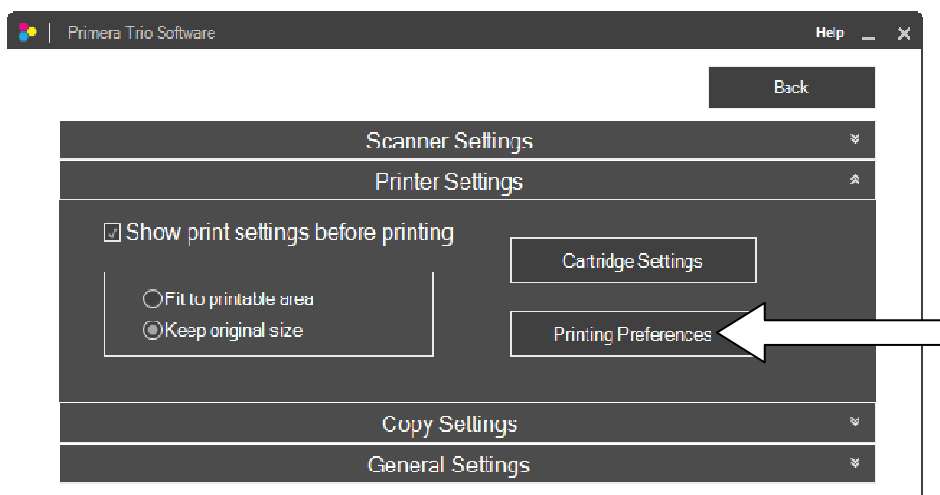 Primera Trio Software Help
Back
Scanner Settings
Printer Settings
Show print settings before printing
Cartridge Settings
Fit to printable area
Keep original size
Printing Preferences
Copy Settings
General Settings